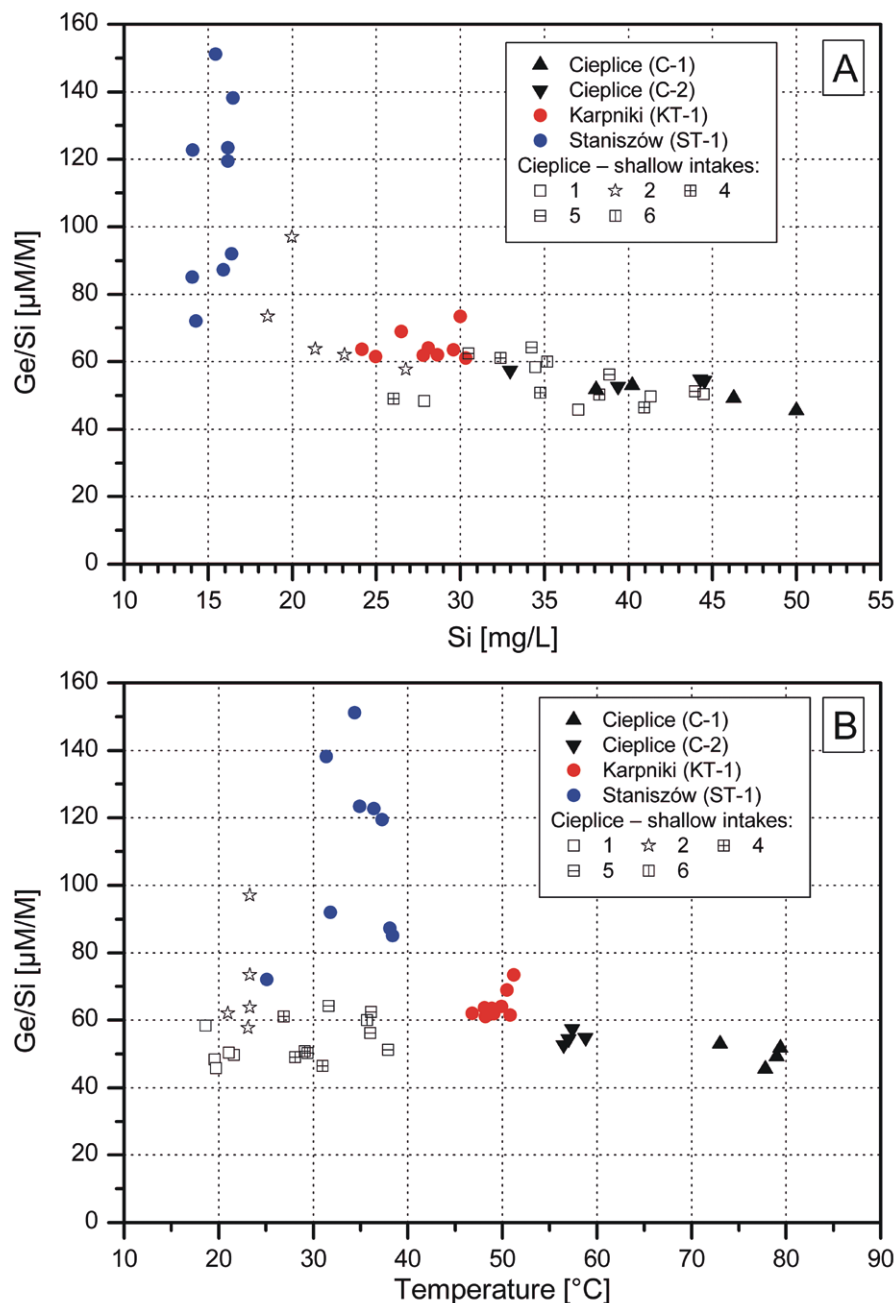 160
140
120
100
80
60
40
20
0
Ge/Si [µM/M]
A
Cieplice (C-1)
Cieplice (C-2)
Karpniki (KT-1)
Staniszów (ST-1)
Cieplice – shallow intakes:
1 2 4
5 6
10 15 20 25 30 35 40 45 50 55
Si [mg/L]
160
140
120
100
80
60
40
20
0
Ge/Si [µM/M]
B
Cieplice (C-1)
Cieplice (C-2)
Karpniki (KT-1)
Staniszów (ST-1)
Cieplice – shallow intakes:
1 2 4
5 6
10 20 30 40 50 60 70 80 90
Temperature [°C]